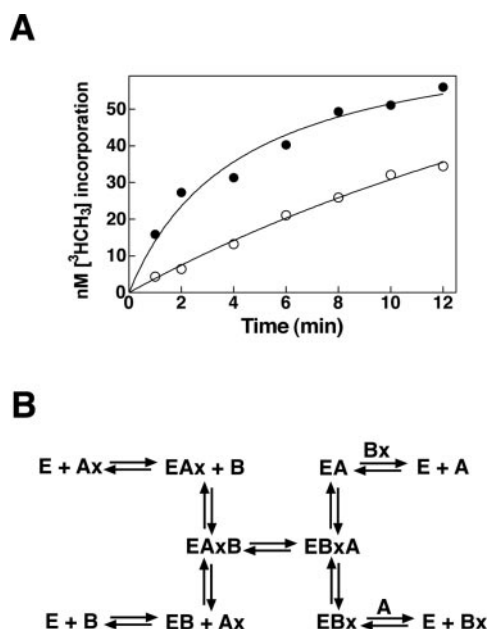 A
nM [³HCH₃] incorporation
50
40
30
20
10
0
0 2 4 6 8 10 12
Time (min)
B
Bx
E + Ax EAx + B EA E + A
EAxB EBxA
A
E + B EB + Ax EBx E + Bx